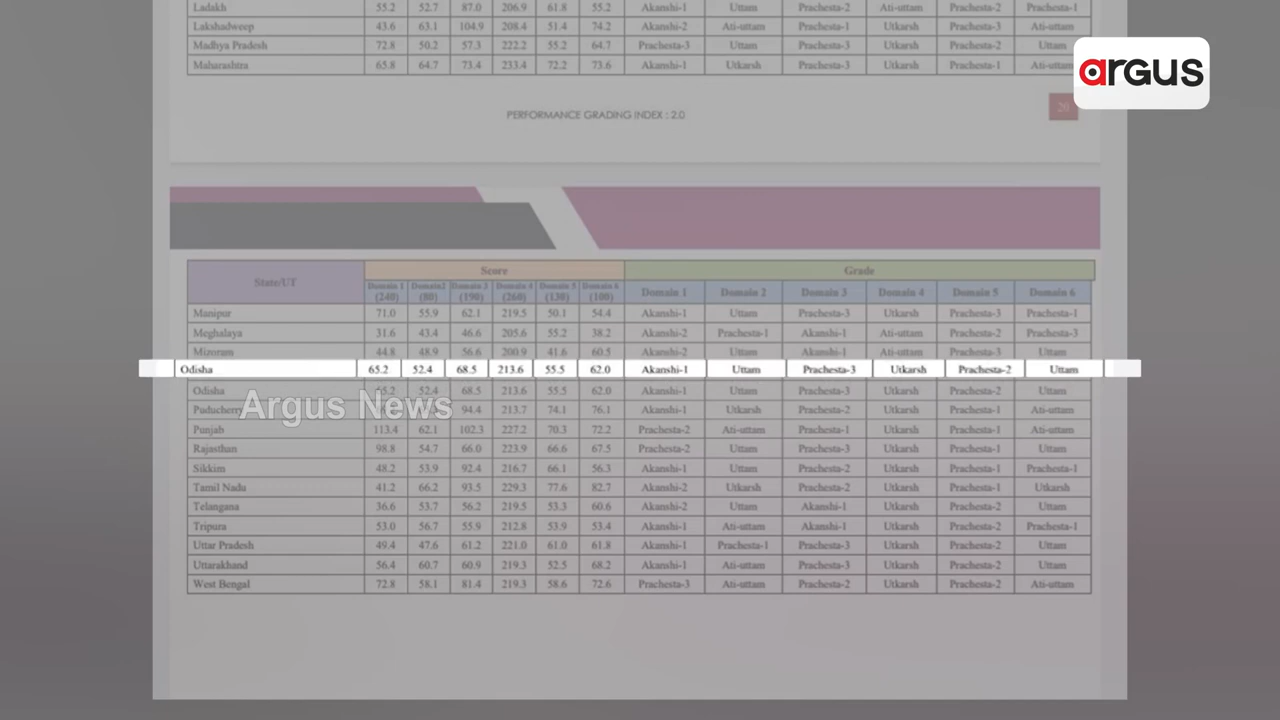 Ladakh 55.2 52.7 87.0 206.9 61.8 55.2 Akanshi-1 Uttam Prachesta-2 Ati-uttam Prachesta-2 Prachesta-1
Lakshadweep 43.6 63.1 104.9 208.4 51.4 74.2 Akanshi-2 Ati-uttam Prachesta-1 Utkarsh Prachesta-3 Ati-uttam
Madhya Pradesh 72.8 50.2 57.3 222.2 55.2 64.7 Prachesta-3 Uttam Prachesta-3 Utkarsh Prachesta-2 Uttam
Maharashtra 65.8 64.7 73.4 233.4 72.2 73.6 Akanshi-1 Utkarsh Prachesta-3 Utkarsh Prachesta-1 Ati-uttam
argus
PERFORMANCE GRADING INDEX : 2.0
20
State/UT Score Grade
Domain 1 (240) Domain2 (80) Domain 3 (190) Domain 4 (260) Domain 5 (130) Domain 6 (100) Domain 1 Domain 2 Domain 3 Domain 4 Domain 5 Domain 6
Manipur 71.0 55.9 62.1 219.5 50.1 54.4 Akanshi-1 Uttam Prachesta-3 Utkarsh Prachesta-3 Prachesta-1
Meghalaya 31.6 43.4 46.6 205.6 55.2 38.2 Akanshi-2 Prachesta-1 Akanshi-1 Ati-uttam Prachesta-2 Prachesta-3
Mizoram 44.8 48.9 56.6 200.9 41.6 60.5 Akanshi-2 Uttam Akanshi-1 Ati-uttam Prachesta-3 Uttam
Odisha 65.2 52.4 68.5 213.6 55.5 62.0 Akanshi-1 Uttam Prachesta-3 Utkarsh Prachesta-2 Uttam
Odisha 65.2 52.4 68.5 213.6 55.5 62.0 Akanshi-1 Uttam Prachesta-3 Utkarsh Prachesta-2 Uttam
Argus News
Paducherry 94.4 213.7 74.1 76.1 Akanshi-1 Utkarsh Prachesta-2 Utkarsh Prachesta-1 Ati-uttam
Punjab 113.4 62.1 102.3 227.2 70.3 72.2 Prachesta-2 Ati-uttam Prachesta-1 Utkarsh Prachesta-1 Ati-uttam
Rajasthan 98.8 54.7 66.0 223.9 66.6 67.5 Prachesta-2 Uttam Prachesta-3 Utkarsh Prachesta-1 Uttam
Sikkim 48.2 53.9 92.4 216.7 66.1 56.3 Akanshi-1 Uttam Prachesta-2 Utkarsh Prachesta-1 Prachesta-1
Tamil Nadu 41.2 66.2 93.5 229.3 77.6 82.7 Akanshi-2 Utkarsh Prachesta-2 Utkarsh Prachesta-1 Utkarsh
Telangana 36.6 53.7 56.2 219.5 53.3 60.6 Akanshi-2 Uttam Akanshi-1 Utkarsh Prachesta-2 Uttam
Tripura 53.0 56.7 55.9 212.8 53.9 53.4 Akanshi-1 Ati-uttam Akanshi-1 Utkarsh Prachesta-2 Prachesta-1
Uttar Pradesh 49.4 47.6 61.2 221.0 61.0 61.8 Akanshi-1 Prachesta-1 Prachesta-3 Utkarsh Prachesta-2 Uttam
Uttarakhand 56.4 60.7 60.9 219.3 52.5 68.2 Akanshi-1 Ati-uttam Prachesta-3 Utkarsh Prachesta-2 Uttam
West Bengal 72.8 58.1 81.4 219.3 58.6 72.6 Prachesta-3 Ati-uttam Prachesta-2 Utkarsh Prachesta-2 Ati-uttam